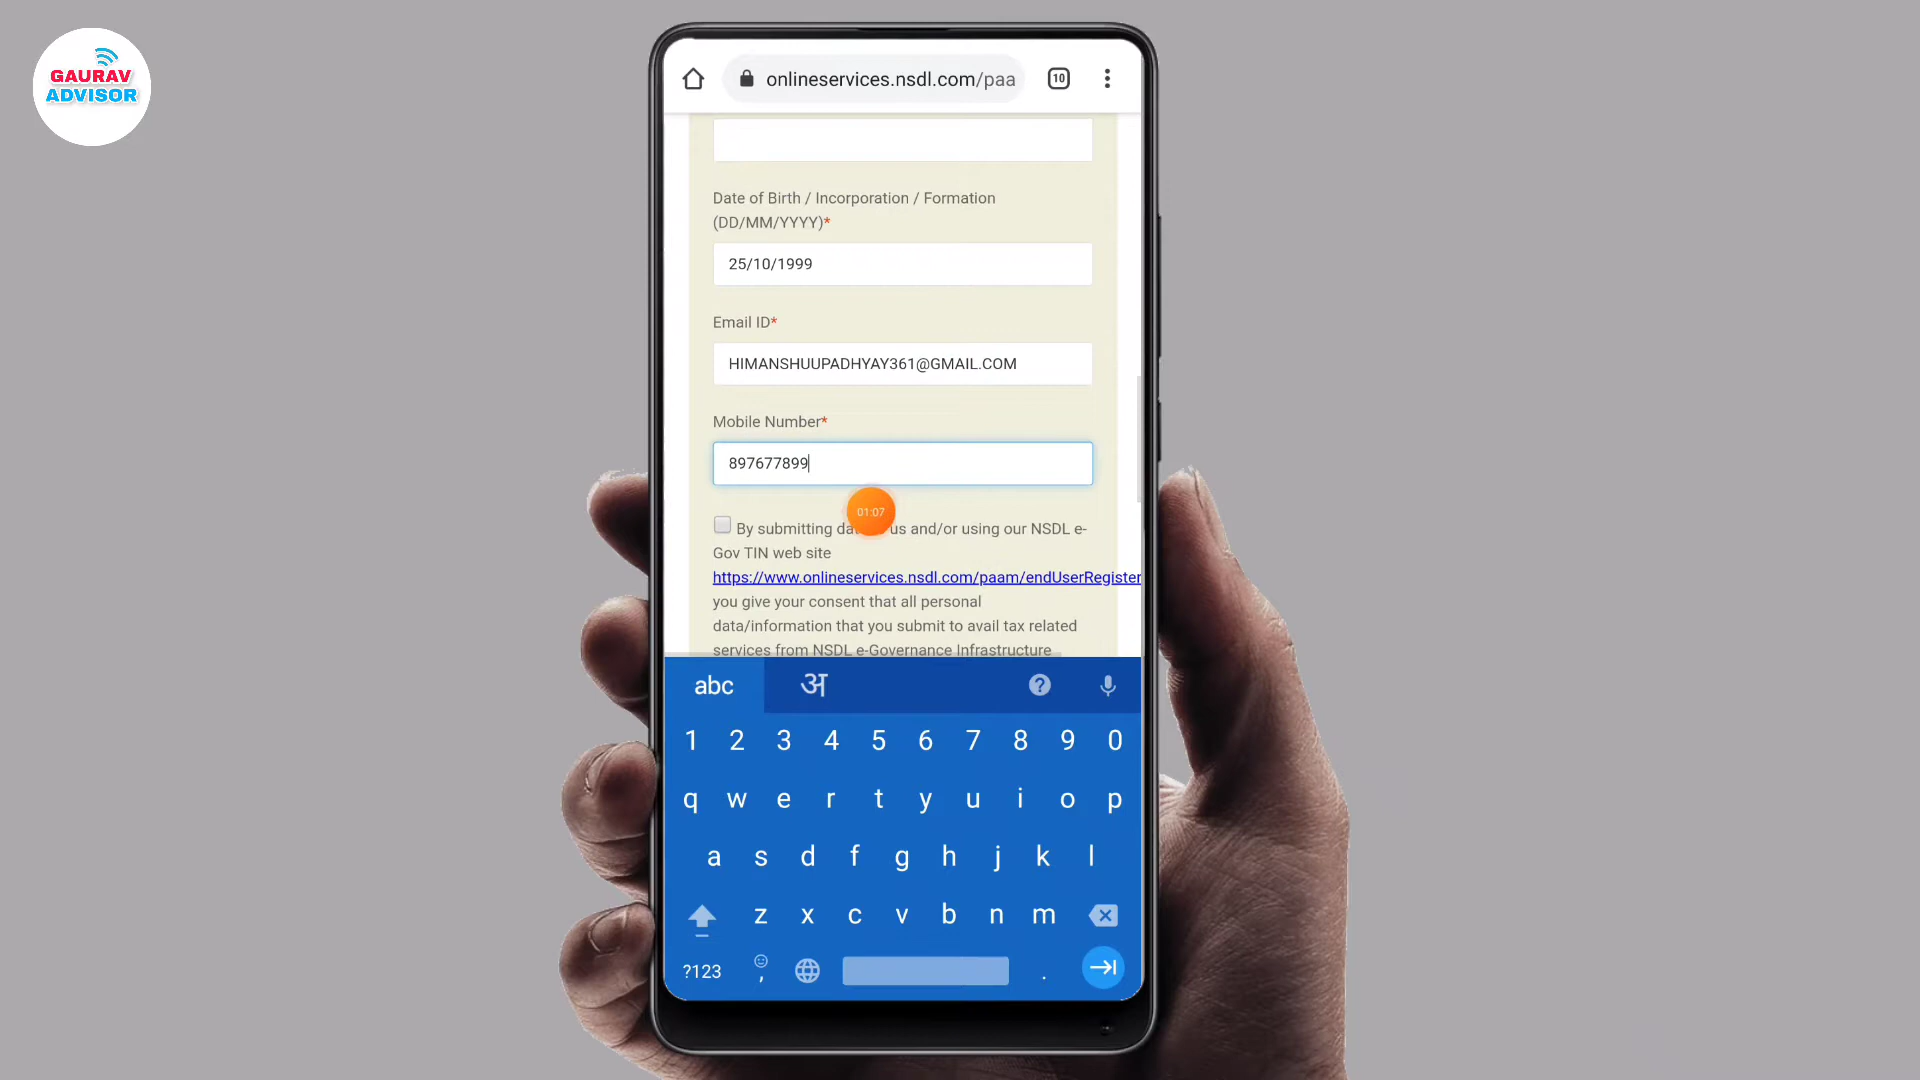 GAURAV
ADVISOR
onlineservices.nsdl.com/paa
10
Date of Birth / Incorporation / Formation
(DD/MM/YYYY)*
25/10/1999
Email ID*
HIMANSHUUPADHYAY361@GMAIL.COM
Mobile Number*
897677899
01:07
By submitting da us and/or using our NSDL e-
Gov TIN web site
https://www.onlineservices.nsdl.com/paam/endUserRegister
you give your consent that all personal
data/information that you submit to avail tax related
services from NSDL e-Governance Infrastructure
abc अ ?
1 2 3 4 5 6 7 8 9 0
q w e r t y u i o p
a s d f g h j k l
z x c v b n m
?123 , .